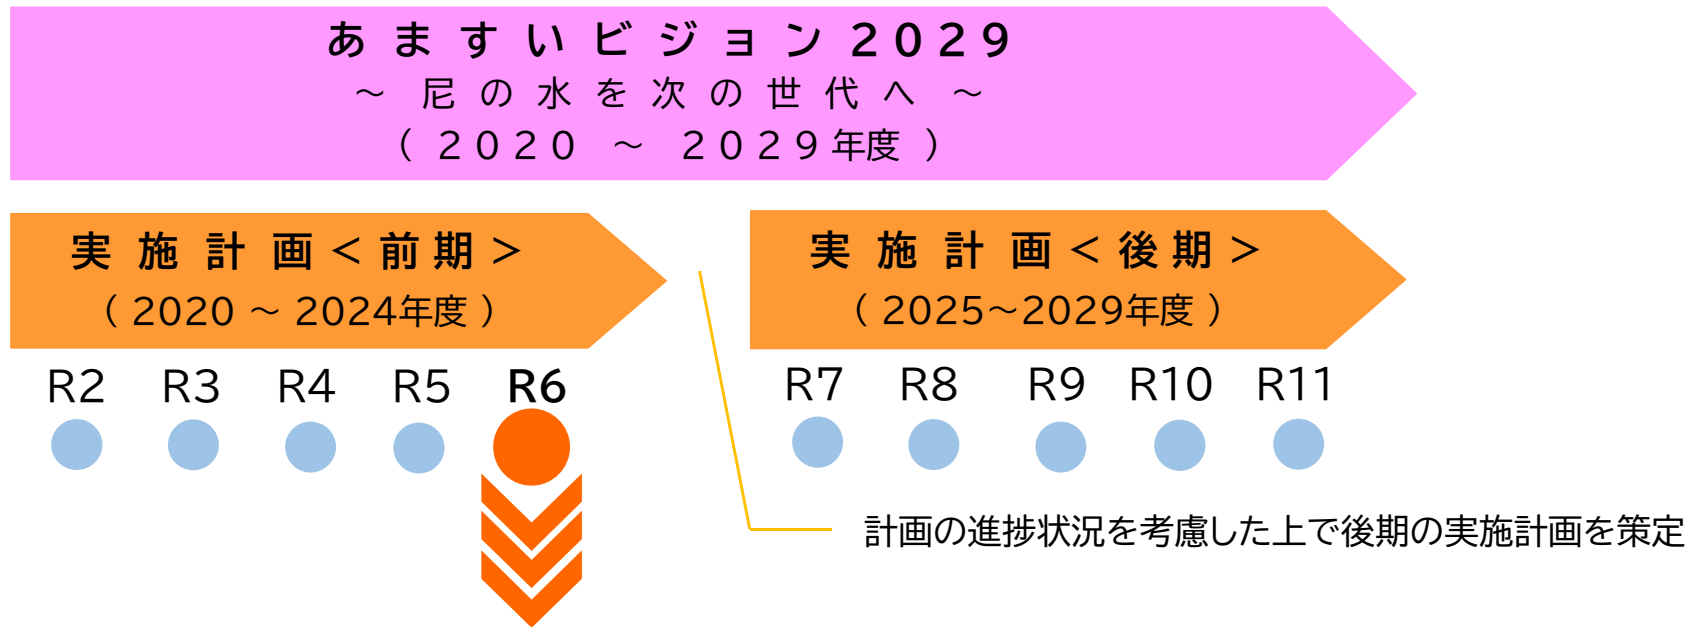 あますいビジョン2029
～ 尼の水を次の世代へ ～
（ 2020 ～ 2029年度 ）
実施計画＜前期＞
（ 2020 ～ 2024年度 ）
実施計画＜後期＞
（ 2025～2029年度 ）
R2 R3 R4 R5 R6
R7 R8 R9 R10 R11
計画の進捗状況を考慮した上で後期の実施計画を策定